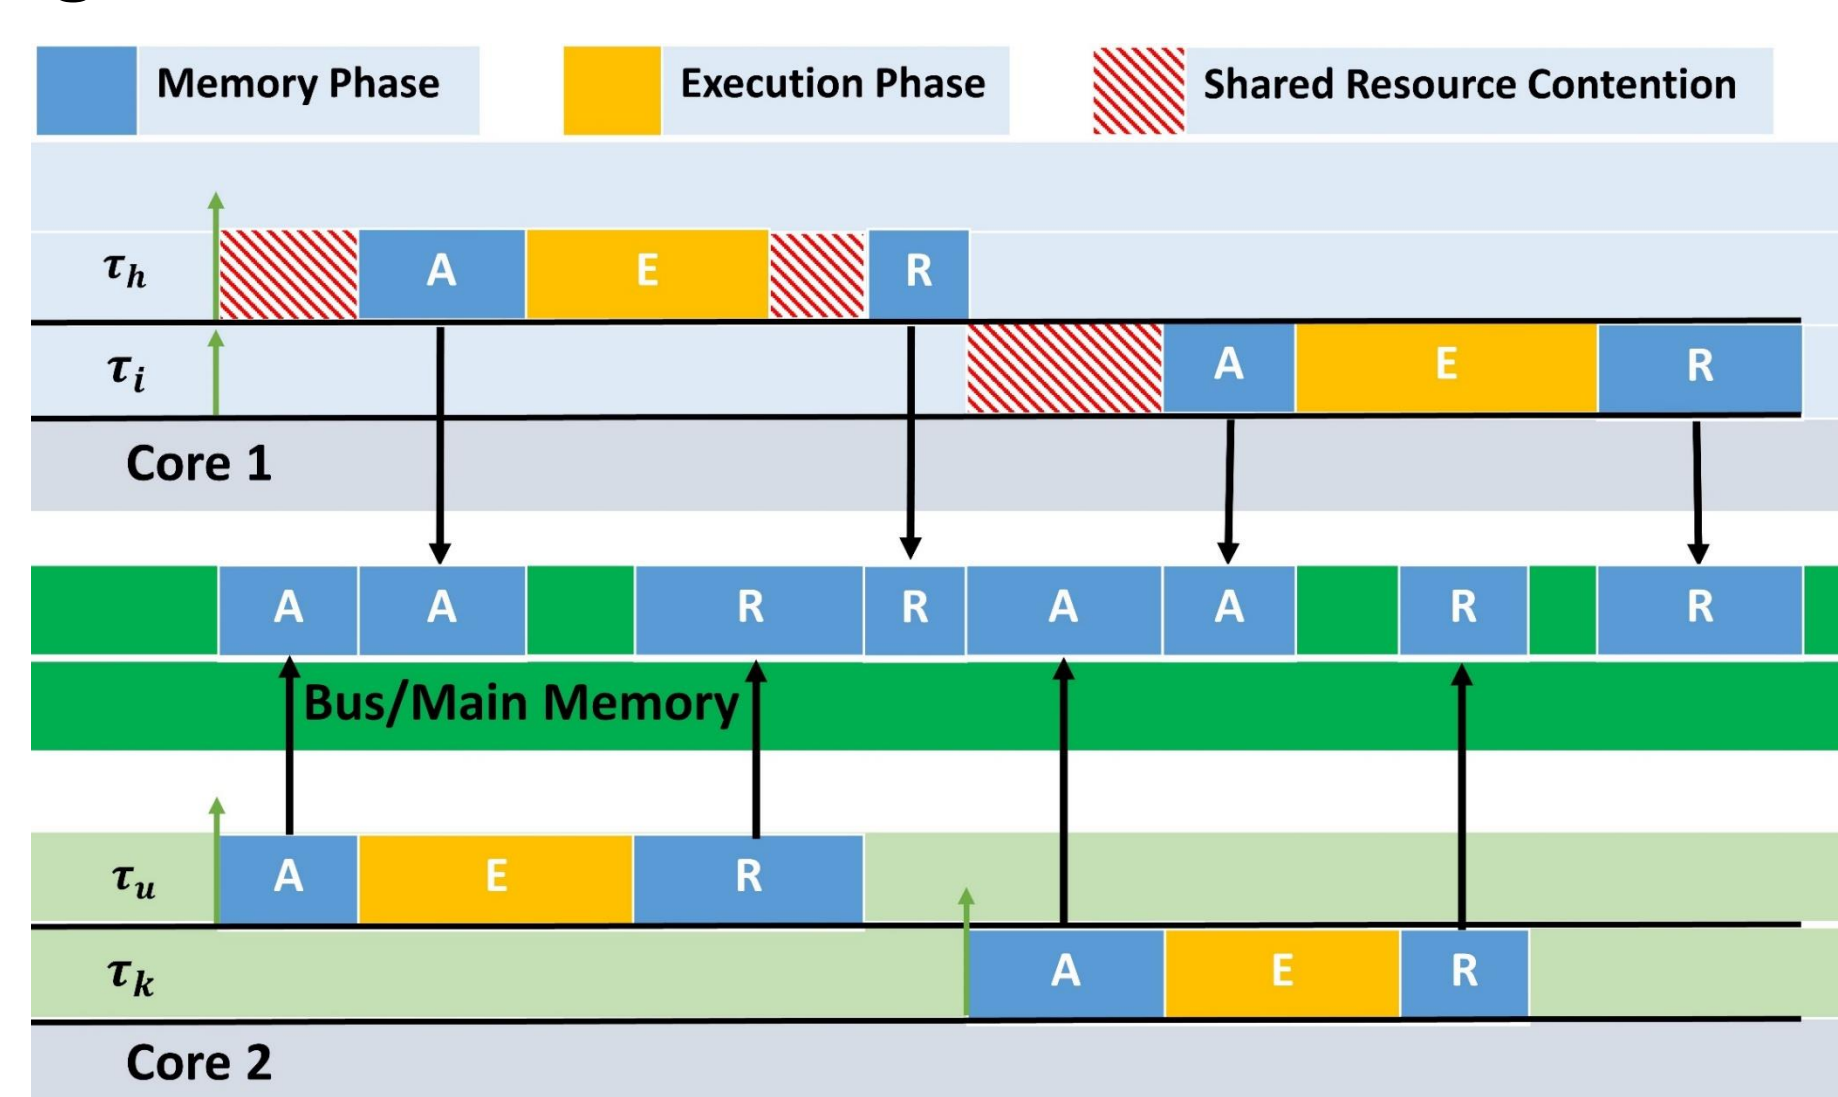 Memory Phase Execution Phase Shared Resource Contention
τₕ A E R
τᵢ A E R
Core 1
A A R R A A R R
Bus/Main Memory
τᵤ A E R
τₖ A E R
Core 2